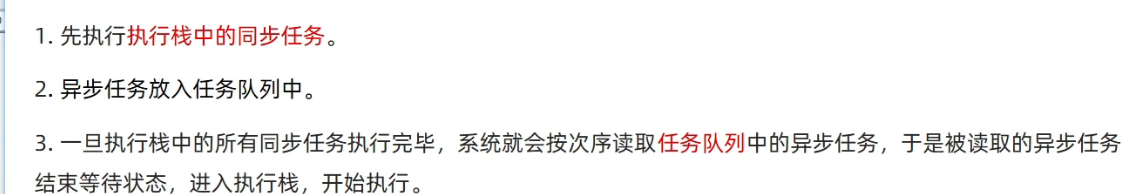 1. 先执行执行栈中的同步任务。
2. 异步任务放入任务队列中。
3. 一旦执行栈中的所有同步任务执行完毕，系统就会按次序读取任务队列中的异步任务，于是被读取的异步任务
结束等待状态，进入执行栈，开始执行。